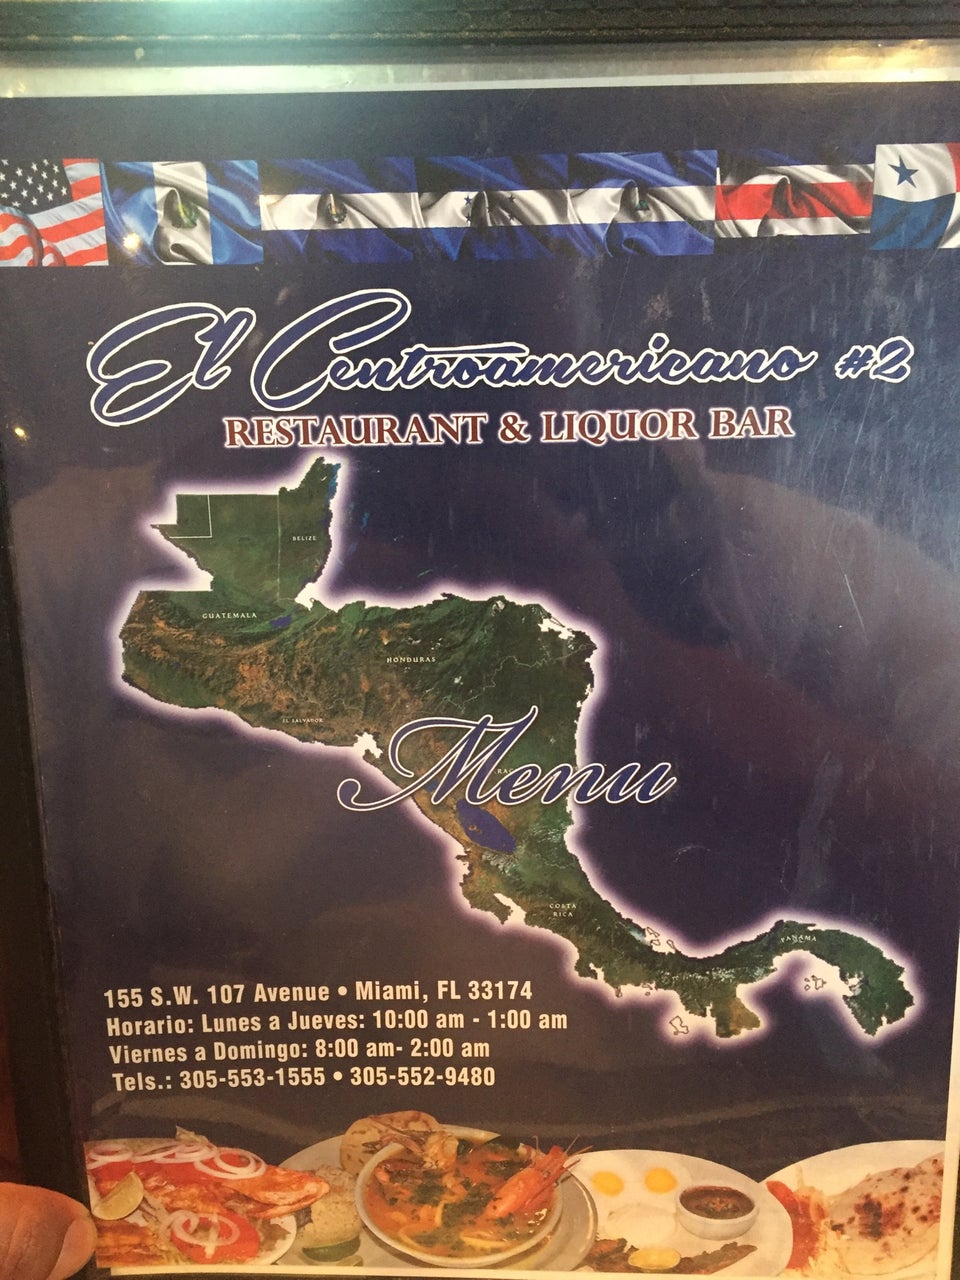 El Centroamericano #2
RESTAURANT & LIQUOR BAR
BELIZE
GUATEMALA
HONDURAS
EL SALVADOR
Menu
COSTA
RICA
PANAMA
155 S.W. 107 Avenue • Miami, FL 33174
Horario: Lunes a Jueves: 10:00 am - 1:00 am
Viernes a Domingo: 8:00 am- 2:00 am
Tels.: 305-553-1555 • 305-552-9480